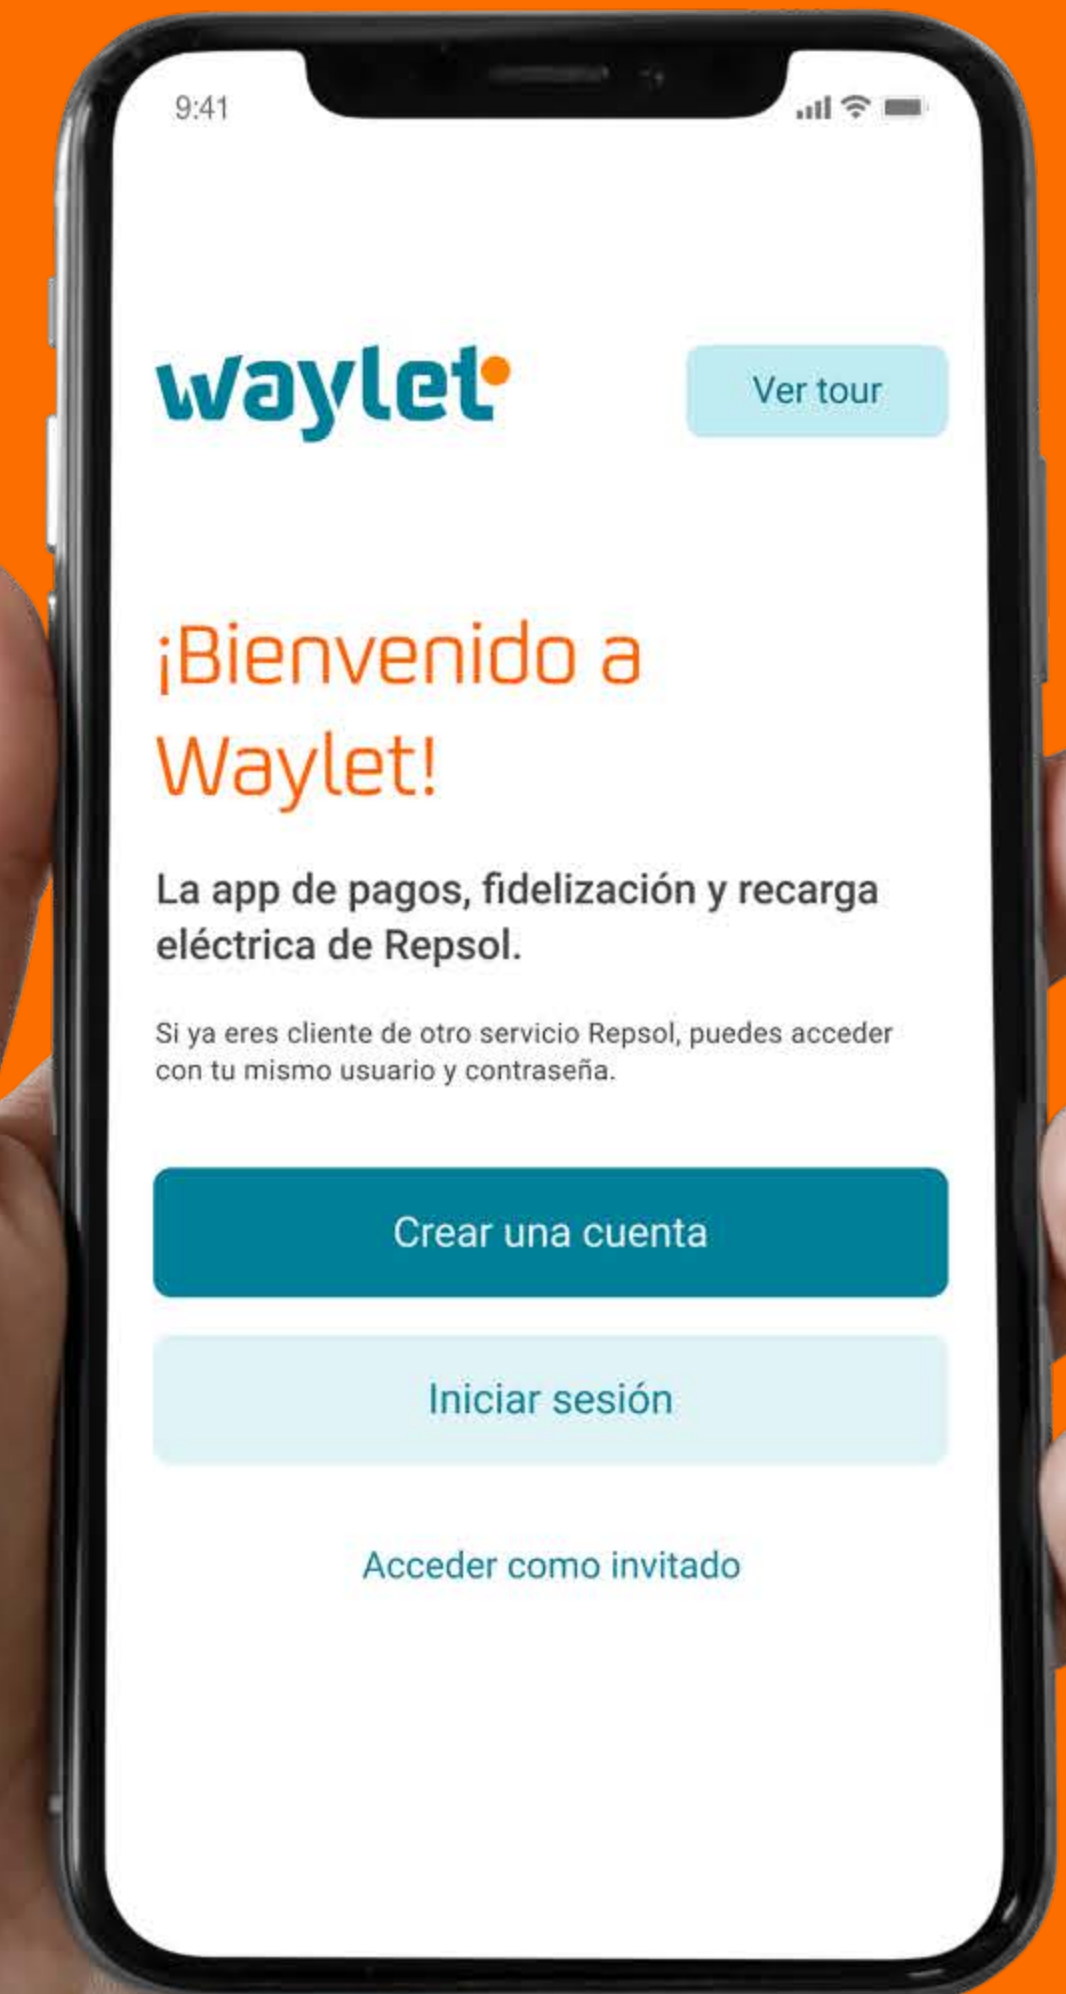 9:41
waylet
Ver tour
¡Bienvenido a
Waylet!
La app de pagos, fidelización y recarga
eléctrica de Repsol.
Si ya eres cliente de otro servicio Repsol, puedes acceder
con tu mismo usuario y contraseña.
Crear una cuenta
Iniciar sesión
Acceder como invitado